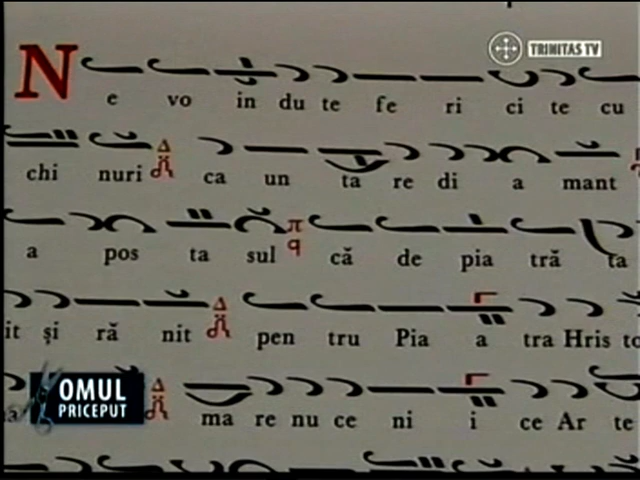 TRINITAS TV
N
e vo in du te fe ri ci te cu
chi nuri ca un ta re di a mant
a pos ta sul că de pia tră ta
it și ră nit pen tru Pia a tra Hris to
OMUL
PRICEPUT
ma re nu ce ni i ce Ar te